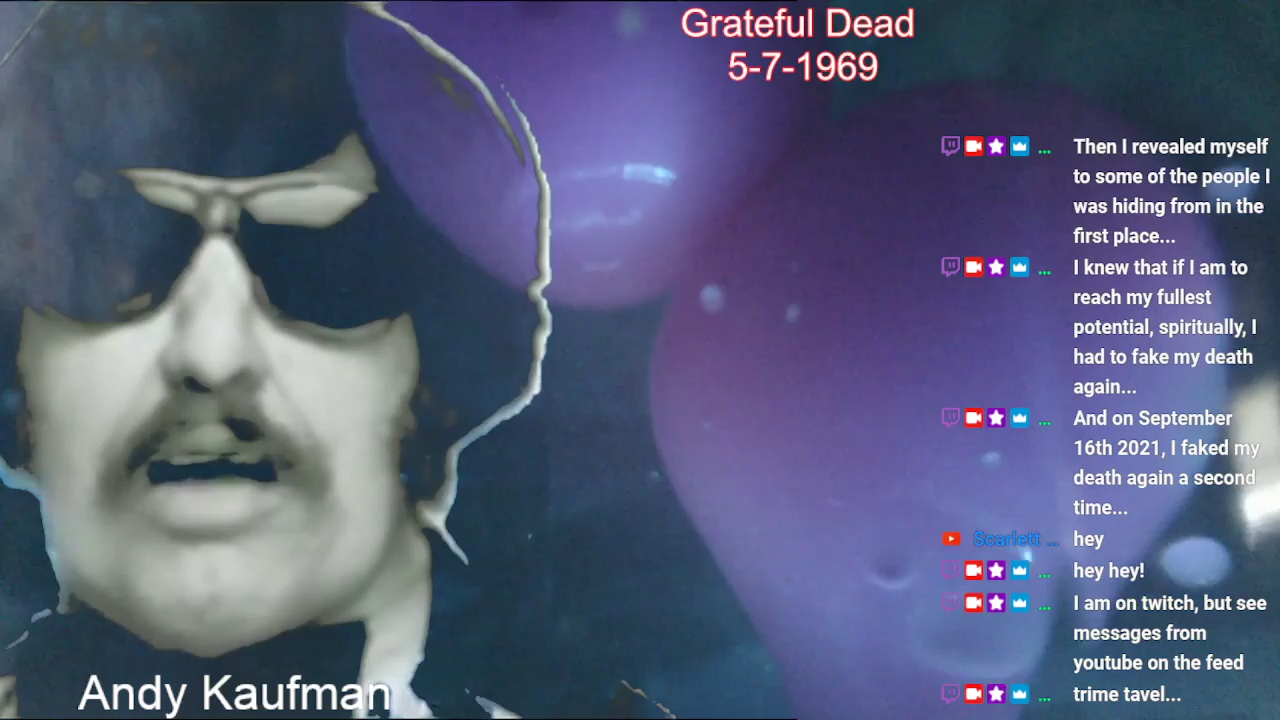 Grateful Dead
5-7-1969
Then I revealed myself
to some of the people I
was hiding from in the
first place...
I knew that if I am to
reach my fullest
potential, spiritually, I
had to fake my death
again...
And on September
16th 2021, I faked my
death again a second
time...
Scarlett ... hey
hey hey!
I am on twitch, but see
messages from
youtube on the feed
trime tavel...
Andy Kaufman